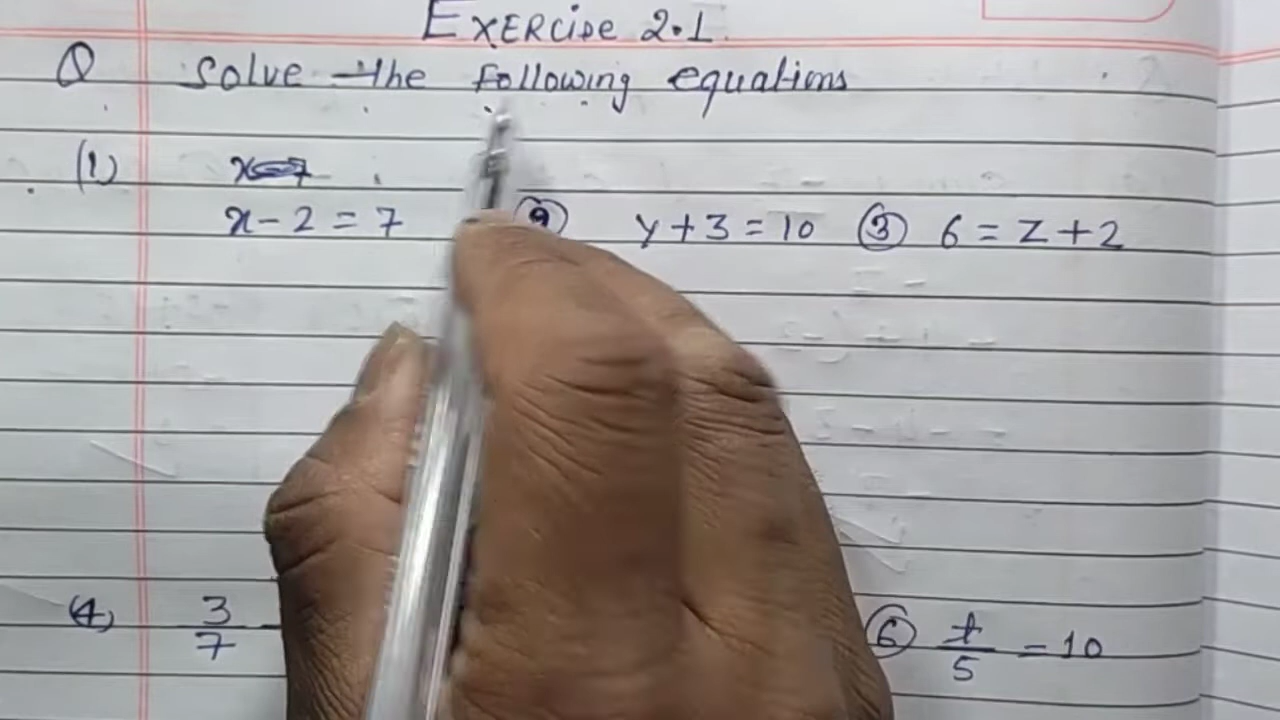 Exercise 2.1
Q Solve the following equations
(1) x - 2 = 7 (2) y + 3 = 10 (3) 6 = z + 2
(4) 3/7 (6) t/5 = 10